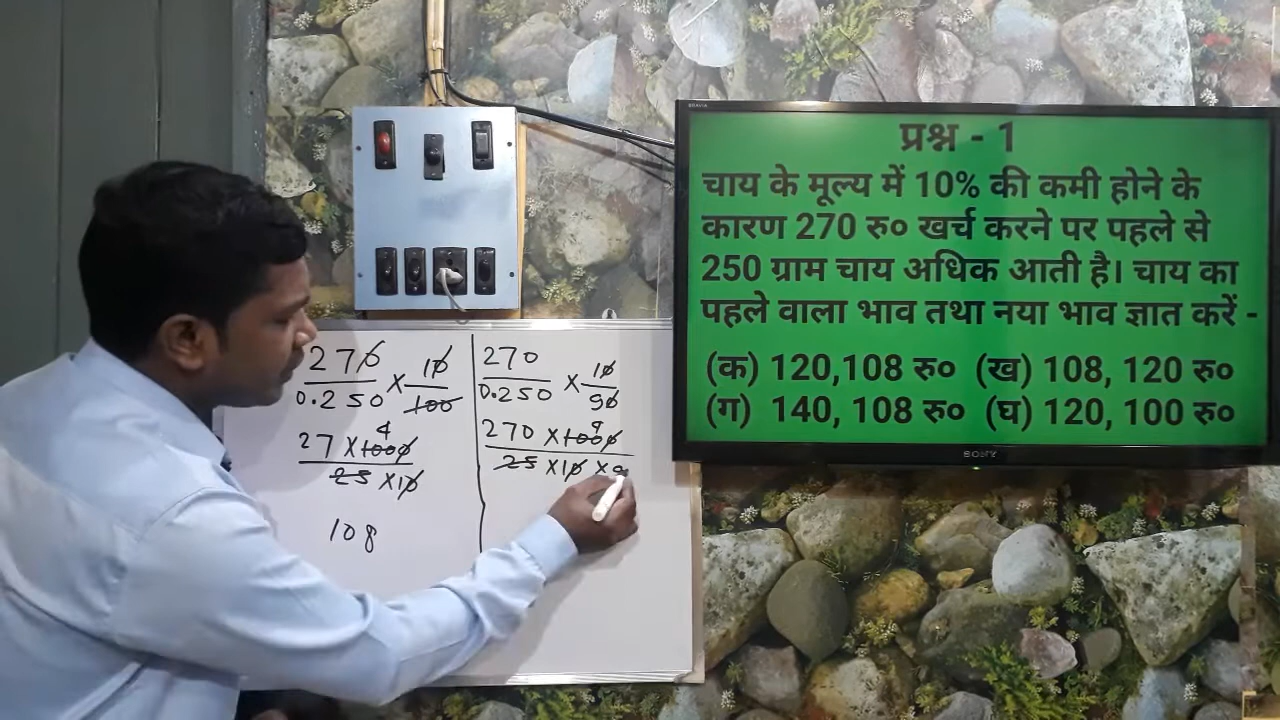 प्रश्न - 1
चाय के मूल्य में 10% की कमी होने के
कारण 270 रु० खर्च करने पर पहले से
250 ग्राम चाय अधिक आती है। चाय का
पहले वाला भाव तथा नया भाव ज्ञात करें -
(क) 120,108 रु० (ख) 108, 120 रु०
(ग) 140, 108 रु० (घ) 120, 100 रु०
SONY
BRAVIA
270/0.250 × 10/100
27 × 1000 4
25 × 10
108
270/0.250 × 10/90
270 × 1000
25 × 10 × 9